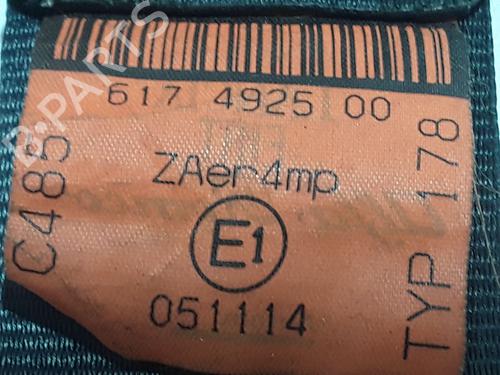 617 4925 00
ZAer4mp
E1
051114
C485
TYP 178
B-PARTS